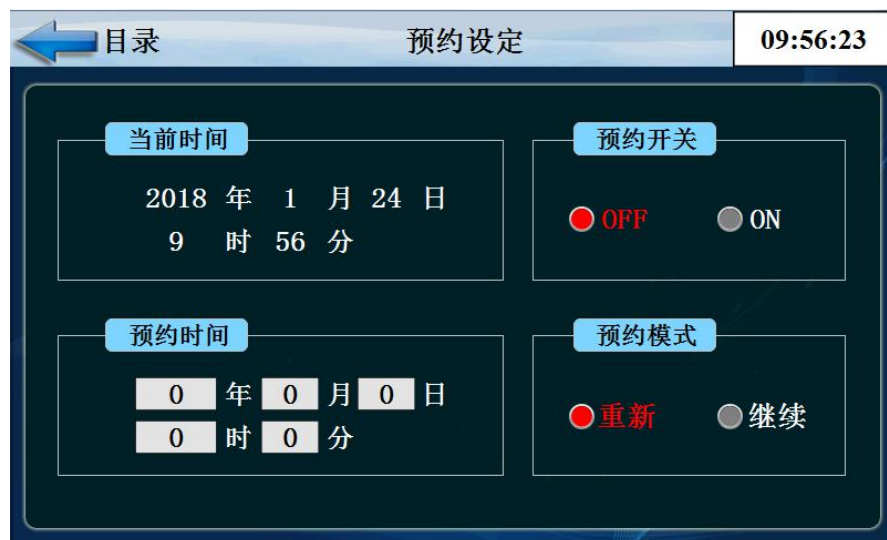 目录 预约设定 09:56:23
当前时间
2018 年 1 月 24 日
9 时 56 分
预约开关
OFF ON
预约时间
0 年 0 月 0 日
0 时 0 分
预约模式
重新 继续